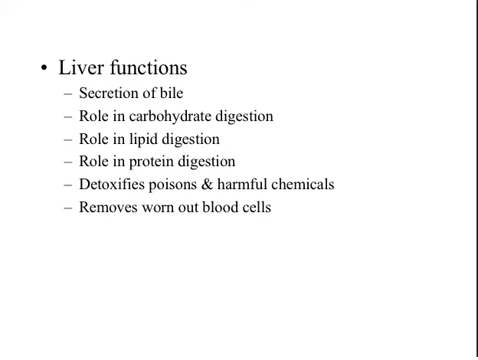 • Liver functions
– Secretion of bile
– Role in carbohydrate digestion
– Role in lipid digestion
– Role in protein digestion
– Detoxifies poisons & harmful chemicals
– Removes worn out blood cells